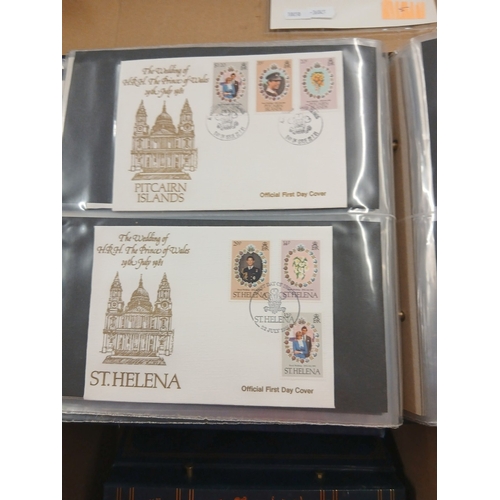 The Wedding of
H.R.H. The Prince of Wales
29th July 1981
PITCAIRN
ISLANDS
Official First Day Cover
The Wedding of
H.R.H. The Prince of Wales
29th July 1981
ST. HELENA
ST. HELENA
ST. HELENA
ST. HELENA
ST. HELENA
Official First Day Cover